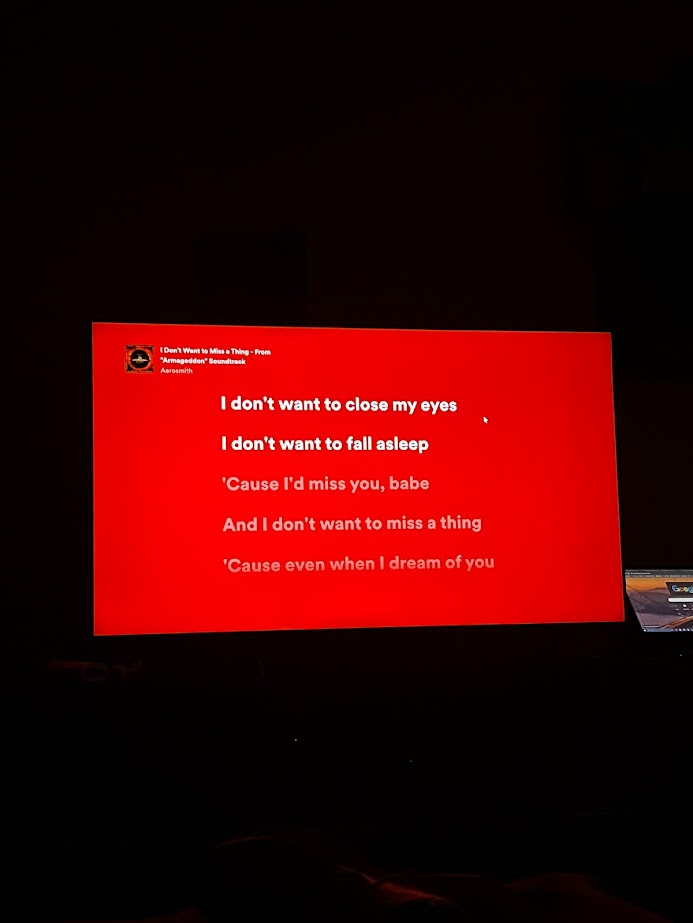 I Don't Want to Miss a Thing - From
"Armageddon" Soundtrack
Aerosmith
I don't want to close my eyes
I don't want to fall asleep
'Cause I'd miss you, babe
And I don't want to miss a thing
'Cause even when I dream of you
Goog